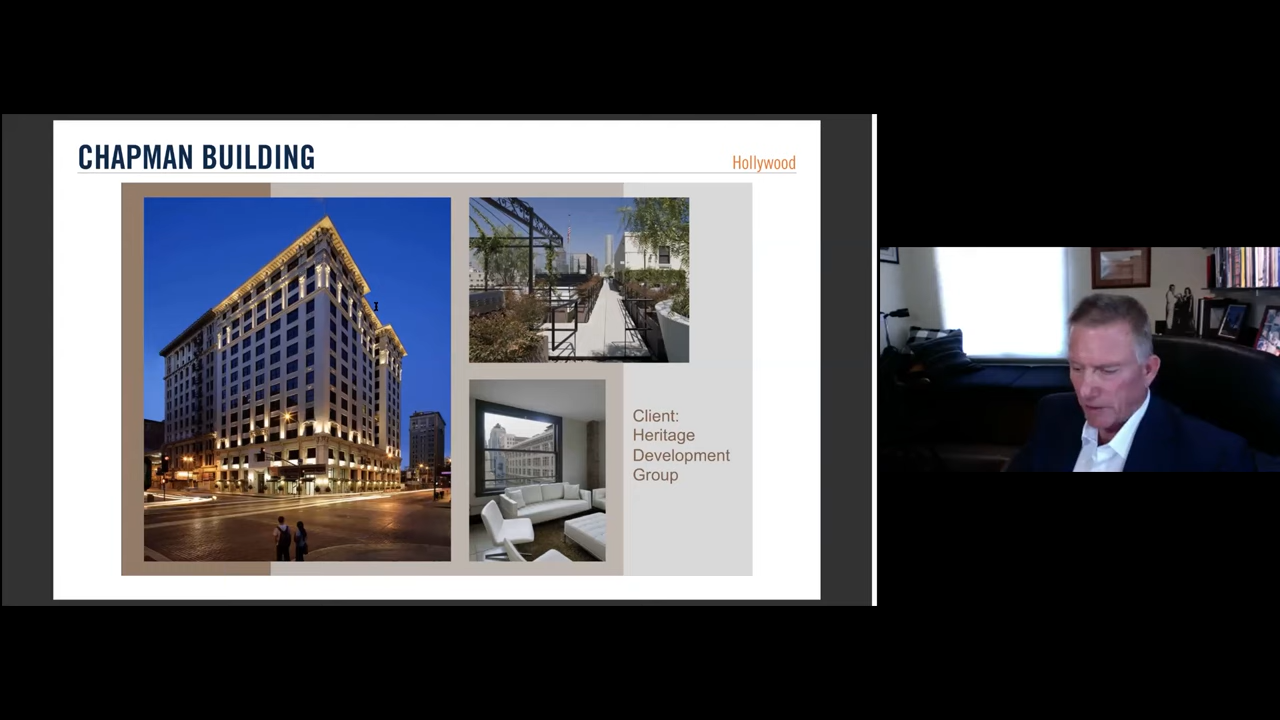 CHAPMAN BUILDING
Hollywood
Client:
Heritage
Development
Group